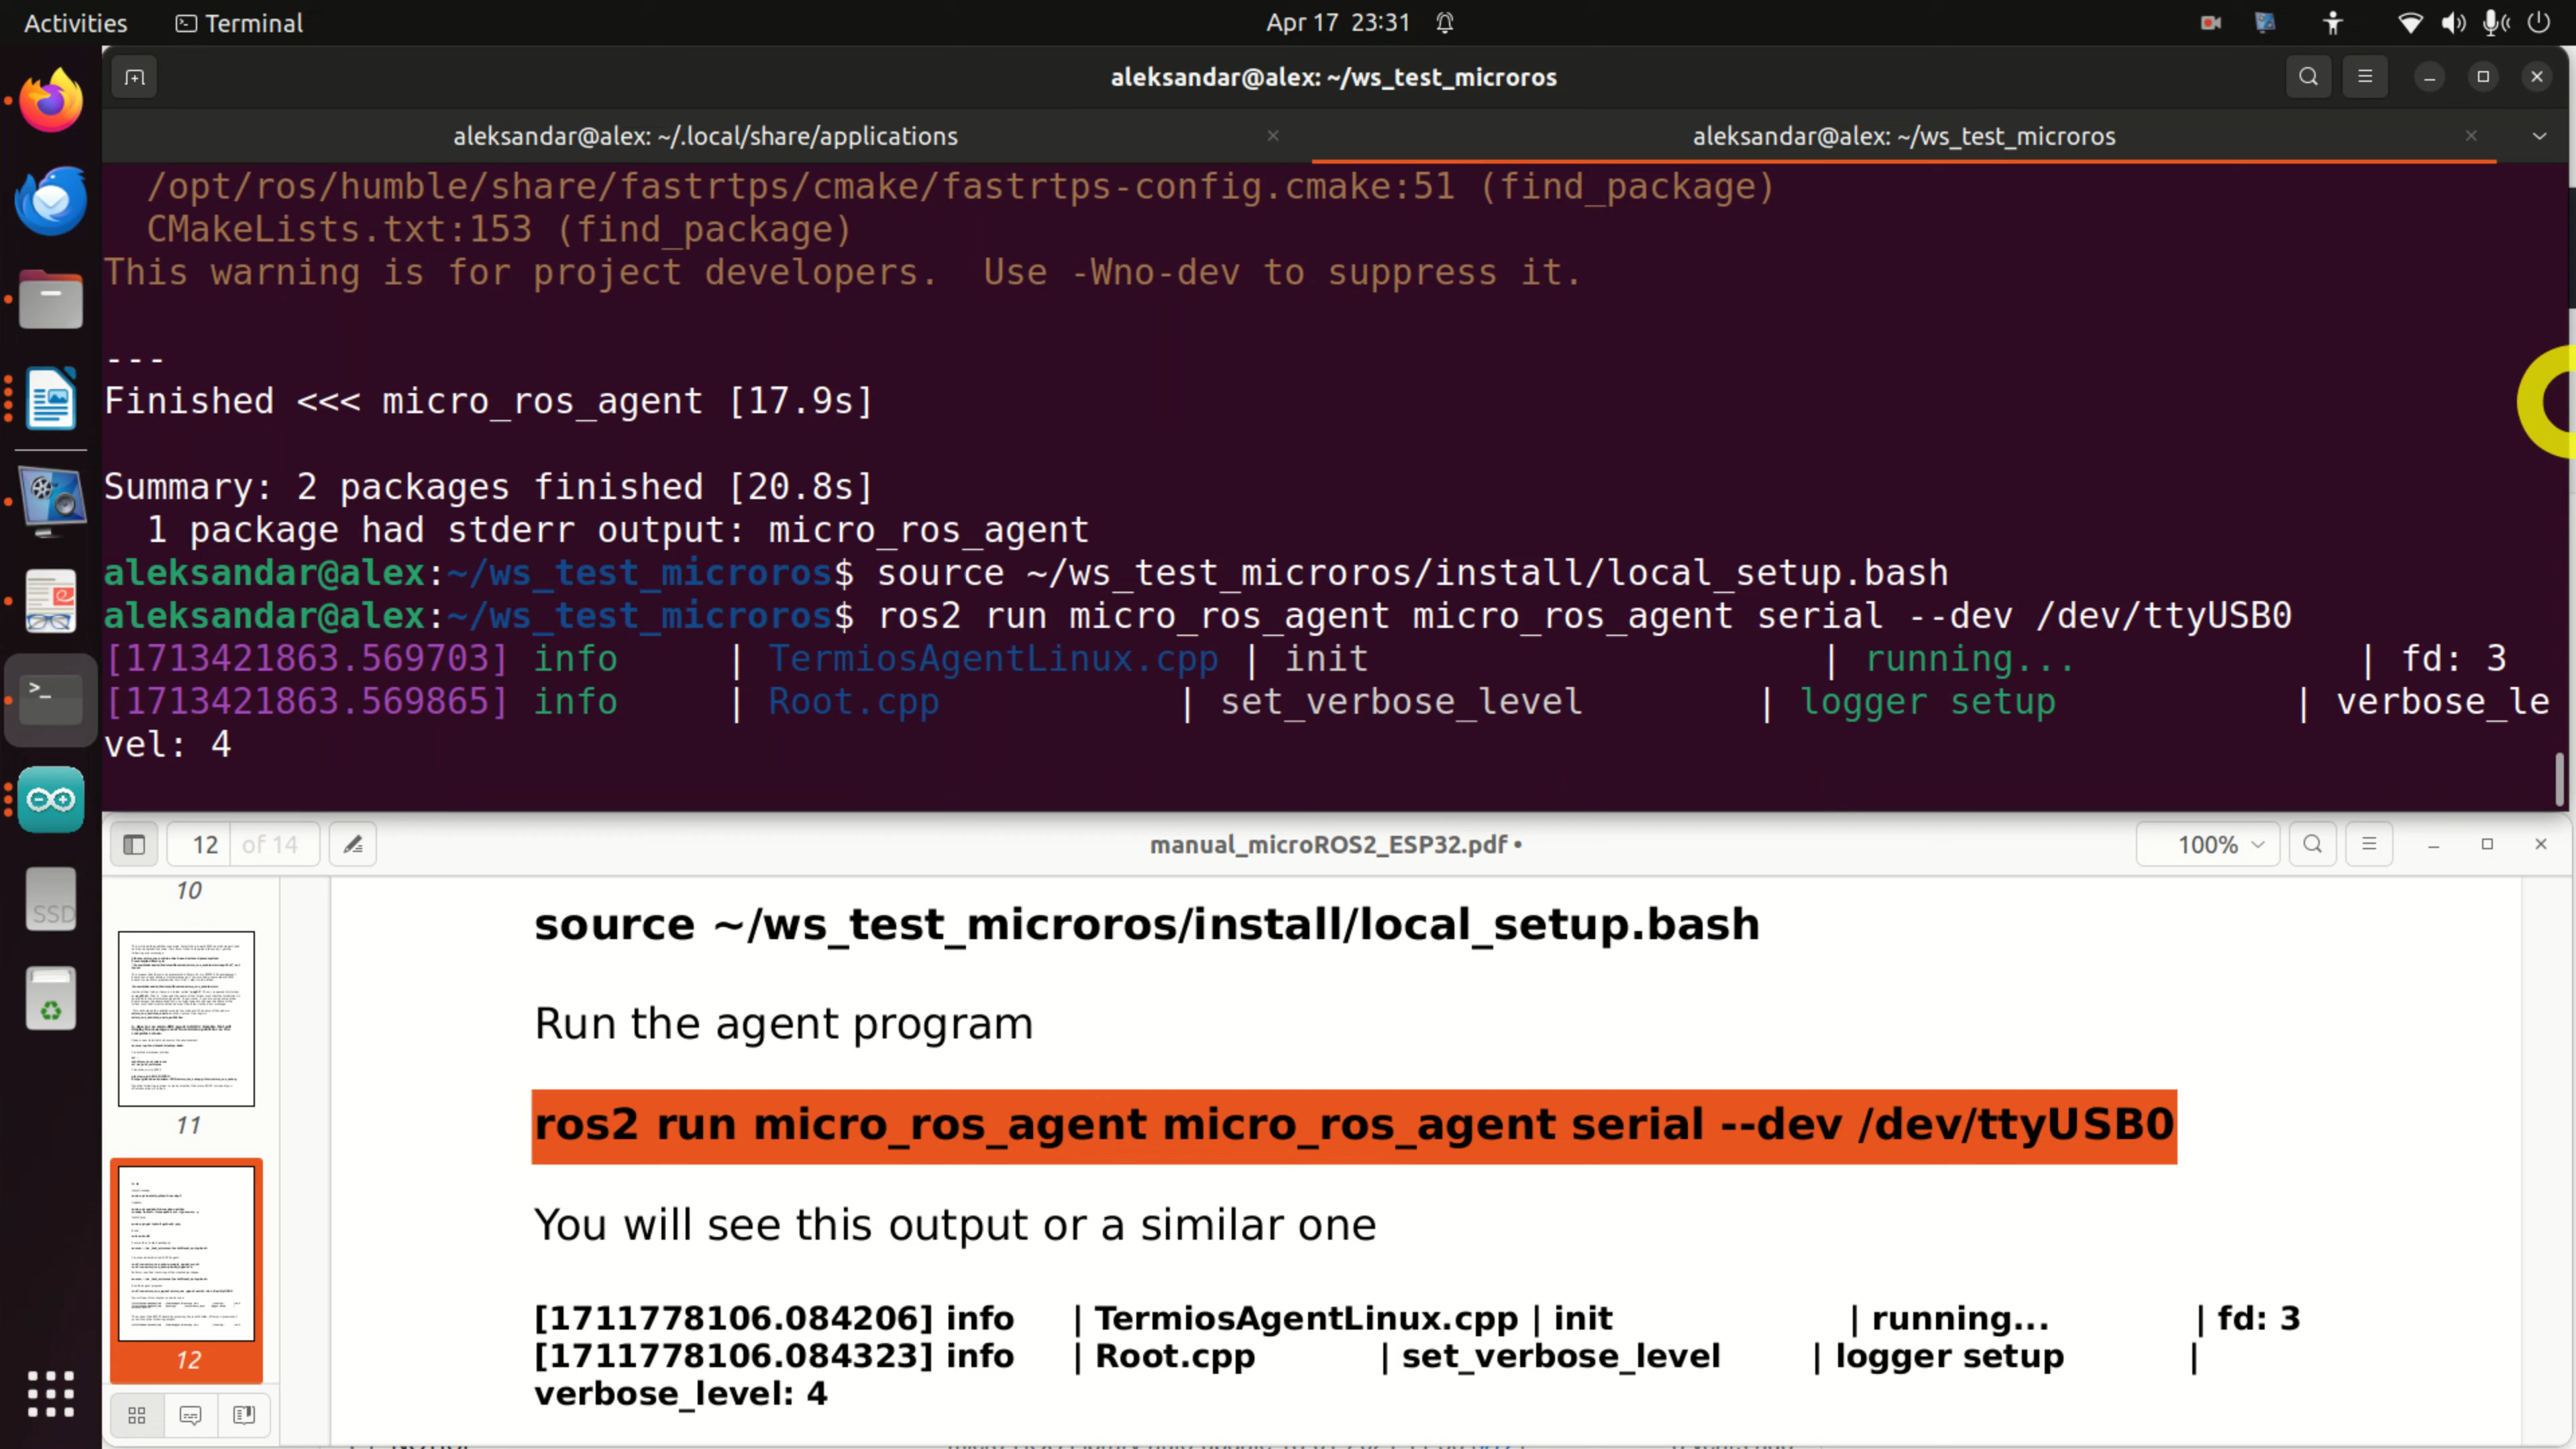 Activities
Terminal
Apr 17 23:31
aleksandar@alex: ~/ws_test_microros
aleksandar@alex: ~/.local/share/applications
aleksandar@alex: ~/ws_test_microros
/opt/ros/humble/share/fastrtps/cmake/fastrtps-config.cmake:51 (find_package)
CMakeLists.txt:153 (find_package)
This warning is for project developers.  Use -Wno-dev to suppress it.
---
Finished <<< micro_ros_agent [17.9s]
Summary: 2 packages finished [20.8s]
1 package had stderr output: micro_ros_agent
aleksandar@alex:~/ws_test_microros$ source ~/ws_test_microros/install/local_setup.bash
aleksandar@alex:~/ws_test_microros$ ros2 run micro_ros_agent micro_ros_agent serial --dev /dev/ttyUSB0
[1713421863.569703] info     | TermiosAgentLinux.cpp | init                     | running...             | fd: 3
[1713421863.569865] info     | Root.cpp           | set_verbose_level        | logger setup           | verbose_le
vel: 4
12 of 14
manual_microROS2_ESP32.pdf •
100%
10
11
12
SSD
source ~/ws_test_microros/install/local_setup.bash
Run the agent program
ros2 run micro_ros_agent micro_ros_agent serial --dev /dev/ttyUSB0
You will see this output or a similar one
[1711778106.084206] info | TermiosAgentLinux.cpp | init | running... | fd: 3
[1711778106.084323] info | Root.cpp | set_verbose_level | logger setup |
verbose_level: 4